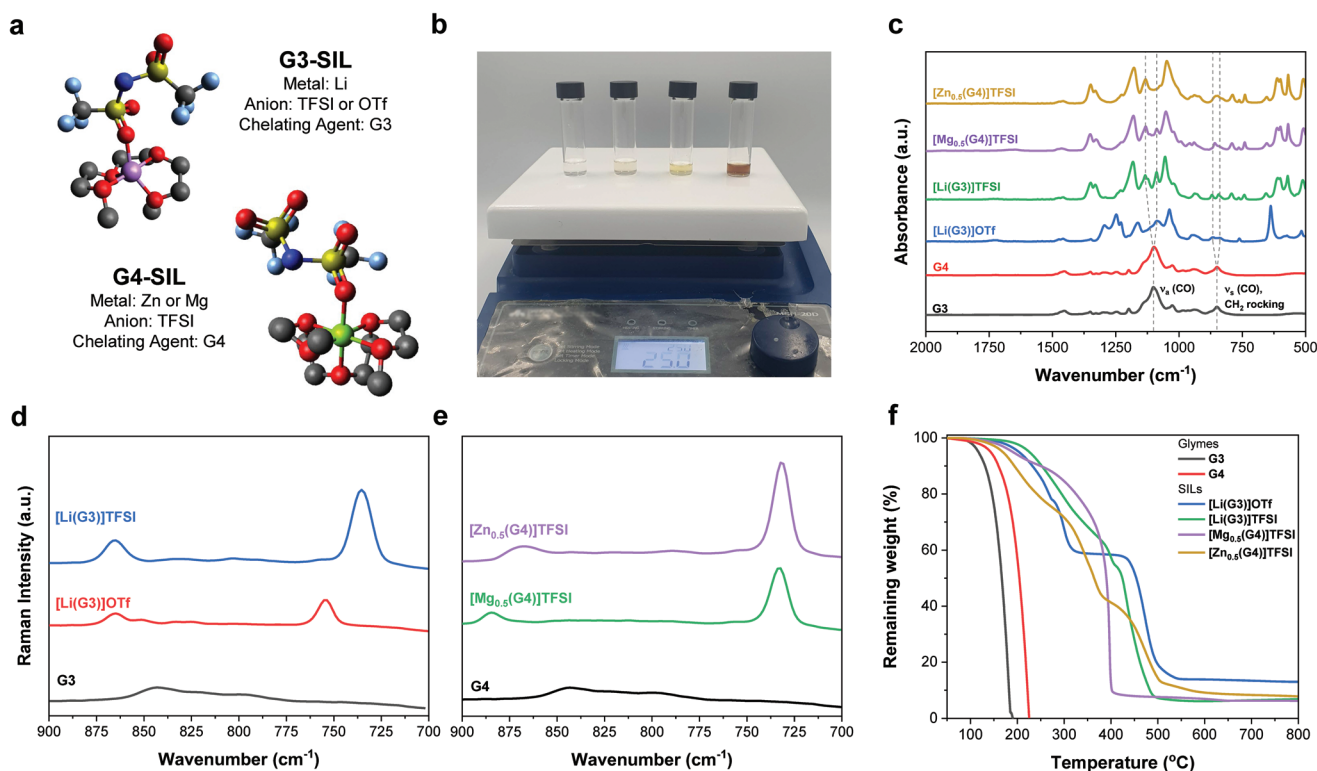 a
G3-SIL
Metal: Li
Anion: TFSI or OTf
Chelating Agent: G3
G4-SIL
Metal: Zn or Mg
Anion: TFSI
Chelating Agent: G4
b
25.0
c
Absorbance (a.u.)
[Zn0.5(G4)]TFSI
[Mg0.5(G4)]TFSI
[Li(G3)]TFSI
[Li(G3)]OTf
G4
G3
νa (CO)
νs (CO),
CH2 rocking
2000 1750 1500 1250 1000 750 500
Wavenumber (cm-1)
d
Raman Intensity (a.u.)
[Li(G3)]TFSI
[Li(G3)]OTf
G3
900 875 850 825 800 775 750 725 700
Wavenumber (cm-1)
e
[Zn0.5(G4)]TFSI
[Mg0.5(G4)]TFSI
G4
900 875 850 825 800 775 750 725 700
Wavenumber (cm-1)
f
Remaining weight (%)
100
90
80
70
60
50
40
30
20
10
0
Glymes
G3
G4
SILs
[Li(G3)]OTf
[Li(G3)]TFSI
[Mg0.5(G4)]TFSI
[Zn0.5(G4)]TFSI
100 200 300 400 500 600 700 800
Temperature (oC)